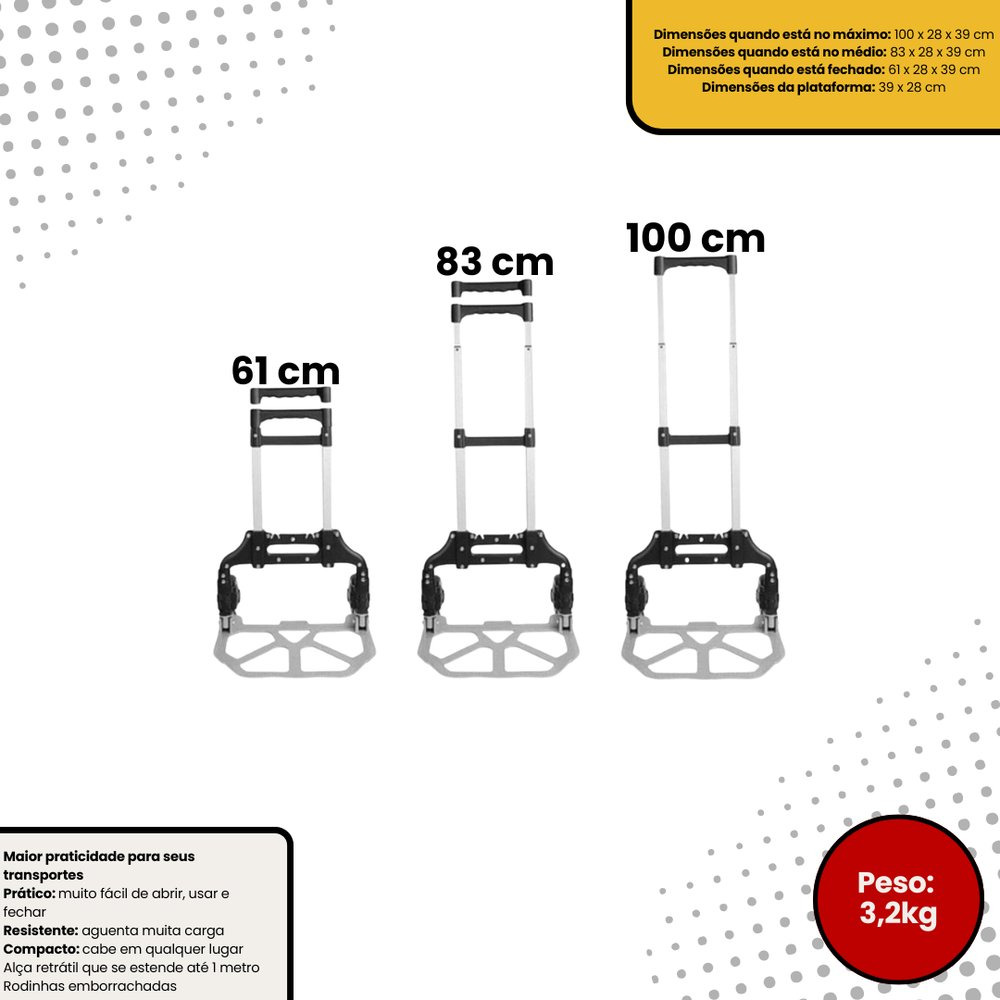 Dimensões quando está no máximo: 100 x 28 x 39 cm
Dimensões quando está no médio: 83 x 28 x 39 cm
Dimensões quando está fechado: 61 x 28 x 39 cm
Dimensões da plataforma: 39 x 28 cm
100 cm
83 cm
61 cm
Maior praticidade para seus
transportes
Prático: muito fácil de abrir, usar e
fechar
Resistente: aguenta muita carga
Compacto: cabe em qualquer lugar
Alça retrátil que se estende até 1 metro
Rodinhas emborrachadas
Peso:
3,2kg